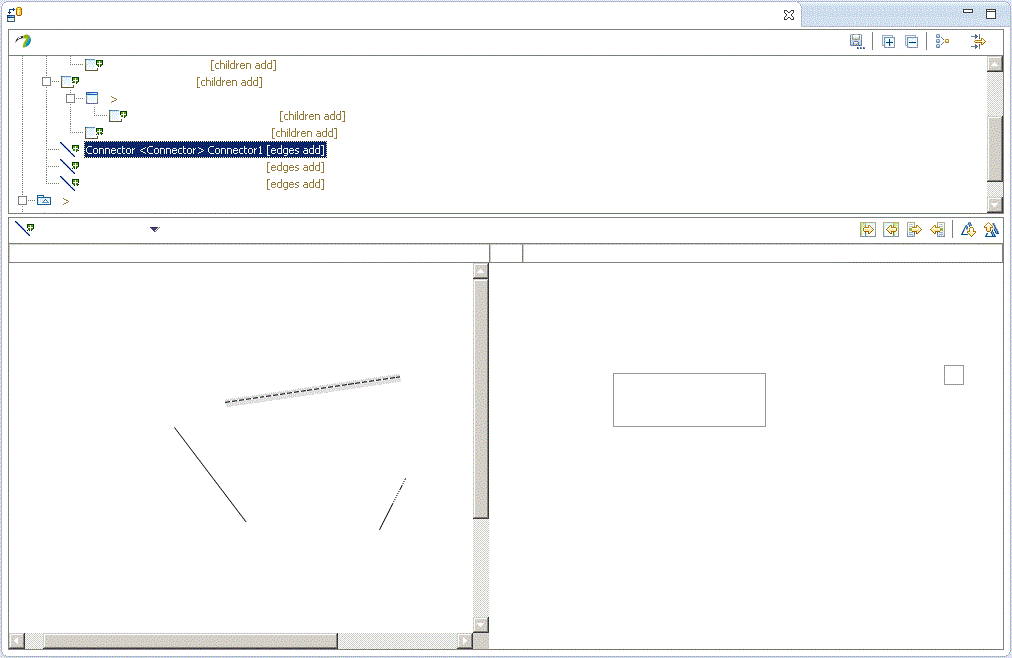 [children add]
[children add]
>
[children add]
[children add]
Connector <Connector> Connector1 [edges add]
[edges add]
[edges add]
>